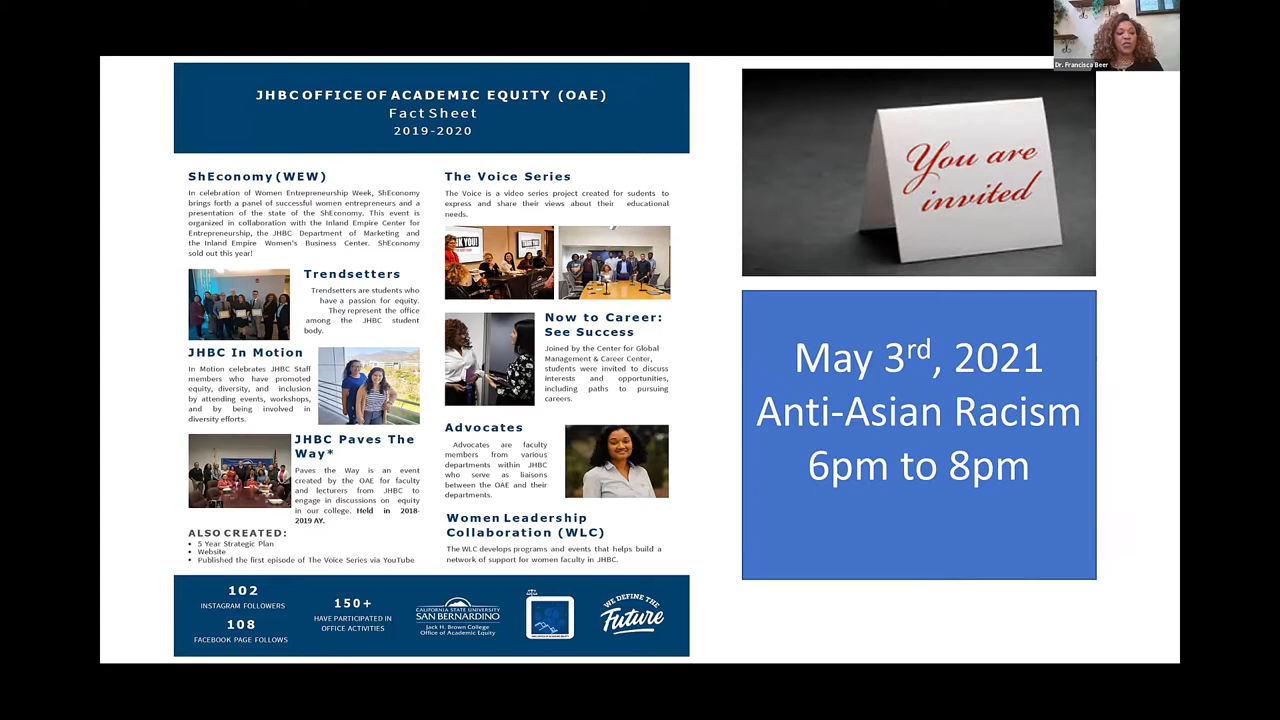 Dr. Francisca Beer
JHBC OFFICE OF ACADEMIC EQUITY (OAE)
Fact Sheet
2019-2020
ShEconomy (WEW)
In celebration of Women Entrepreneurship Week, ShEconomy
brings forth a panel of successful women entrepreneurs and a
presentation of the state of the ShEconomy. This event is
organized in collaboration with the Inland Empire Center for
Entrepreneurship, the JHBC Department of Marketing and
the Inland Empire Women's Business Center. ShEconomy
sold out this year!
Trendsetters
Trendsetters are students who
have a passion for equity.
They represent the office
among the JHBC student
body.
JHBC In Motion
In Motion celebrates JHBC Staff
members who have promoted
equity, diversity, and inclusion
by attending events, workshops,
and by being involved in
diversity efforts.
JHBC Paves The
Way*
Paves the Way is an event
created by the OAE for faculty
and lecturers from JHBC to
engage in discussions on equity
in our college. Held in 2018-
2019 AY.
ALSO CREATED:
• 5 Year Strategic Plan
• Website
• Published the first episode of The Voice Series via YouTube
The Voice Series
The Voice is a video series project created for sudents to
express and share their views about their educational
needs.
Now to Career:
See Success
Joined by the Center for Global
Management & Career Center,
students were invited to discuss
interests and opportunities,
including paths to pursuing
careers.
Advocates
Advocates are faculty
members from various
departments within JHBC
who serve as liaisons
between the OAE and their
departments.
Women Leadership
Collaboration (WLC)
The WLC develops programs and events that helps build a
network of support for women faculty in JHBC.
102
INSTAGRAM FOLLOWERS
108
FACEBOOK PAGE FOLLOWS
150+
HAVE PARTICIPATED IN
OFFICE ACTIVITIES
CALIFORNIA STATE UNIVERSITY
SAN BERNARDINO
Jack H. Brown College
Office of Academic Equity
WE DEFINE THE
Future
You are
invited
May 3rd, 2021
Anti-Asian Racism
6pm to 8pm